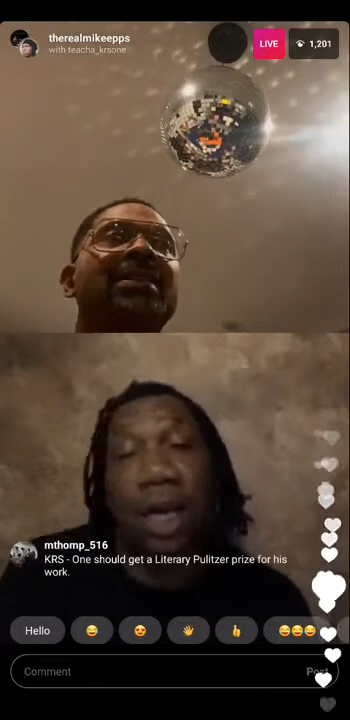 therealmikeepps
with teacha_krsone
LIVE
1,201
mthomp_516
KRS - One should get a Literary Pulitzer prize for his
work.
Hello
Comment
Post